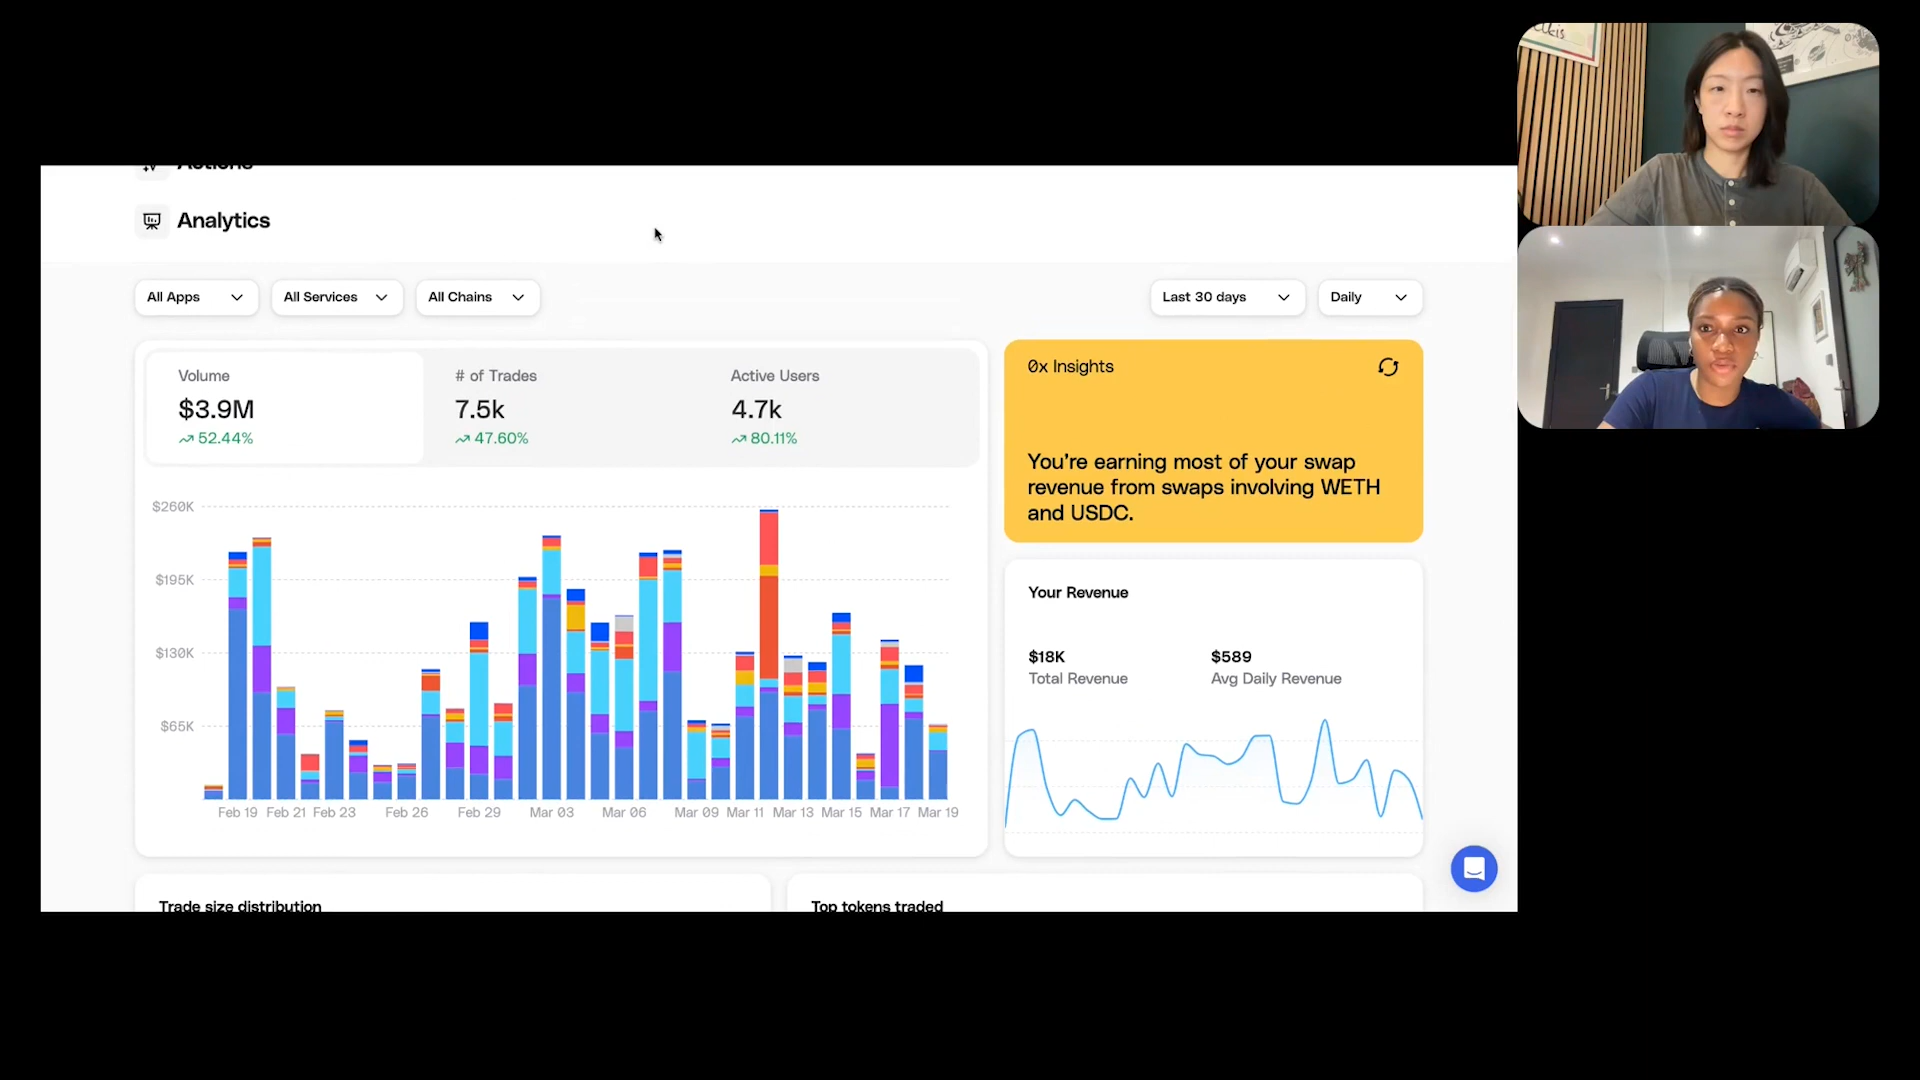 Actions
Analytics
All Apps
All Services
All Chains
Last 30 days
Daily
Volume
$3.9M
52.44%
# of Trades
7.5k
47.60%
Active Users
4.7k
80.11%
$260K
$195K
$130K
$65K
Feb 19 Feb 21 Feb 23 Feb 26 Feb 29 Mar 03 Mar 06 Mar 09 Mar 11 Mar 13 Mar 15 Mar 17 Mar 19
0x Insights
You're earning most of your swap
revenue from swaps involving WETH
and USDC.
Your Revenue
$18K
Total Revenue
$589
Avg Daily Revenue
Trade size distribution
Top tokens traded